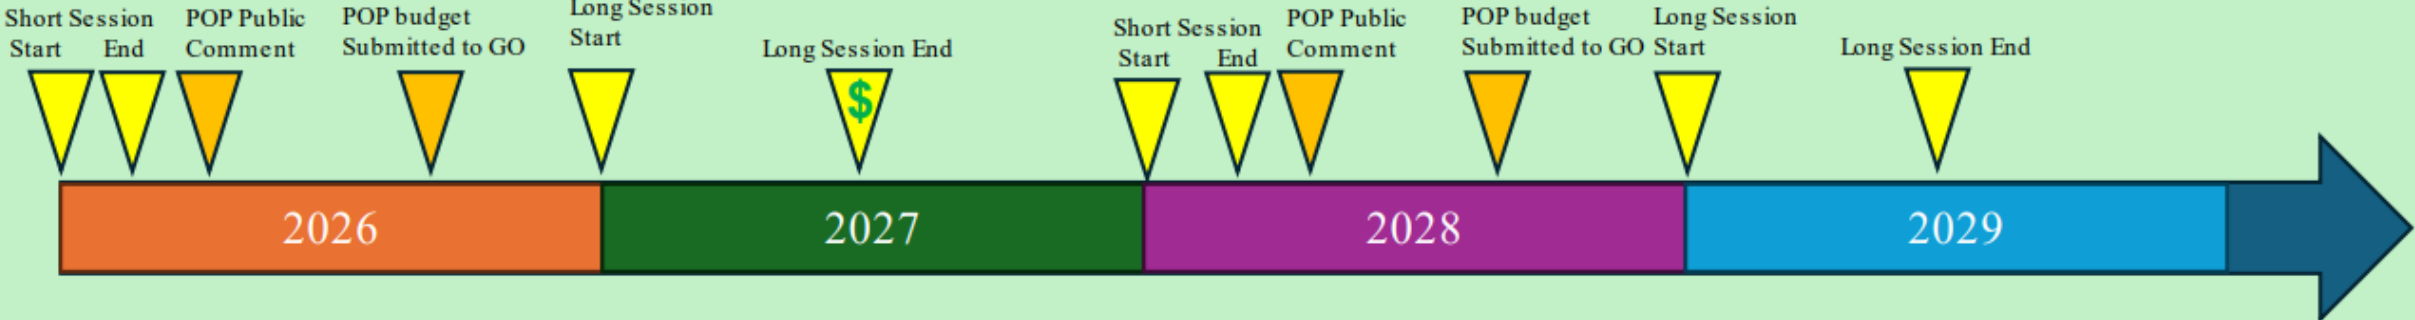 Short Session
Start End
POP Public
Comment
POP budget
Submitted to GO
Long Session
Start
Long Session End
$
Short Session
Start
End
POP Public
Comment
POP budget
Submitted to GO
Long Session
Start
Long Session End
2026
2027
2028
2029